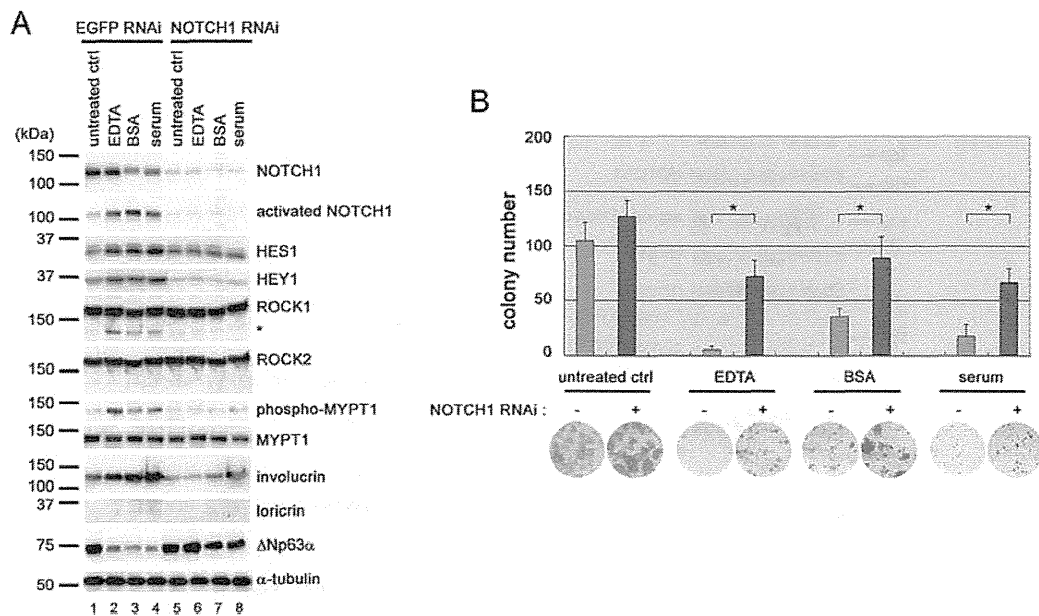 A
EGFP RNAi NOTCH1 RNAi
untreated ctrl EDTA BSA serum untreated ctrl EDTA BSA serum
(kDa)
150
100
NOTCH1
100
activated NOTCH1
37
HES1
37
HEY1
ROCK1
150
*
ROCK2
150
150
phospho-MYPT1
150
MYPT1
150
100
involucrin
37
loricrin
75
ΔNp63α
50
α-tubulin
1 2 3 4 5 6 7 8
B
colony number
200
150
100
50
0
* * *
untreated ctrl EDTA BSA serum
NOTCH1 RNAi : - + - + - + - +